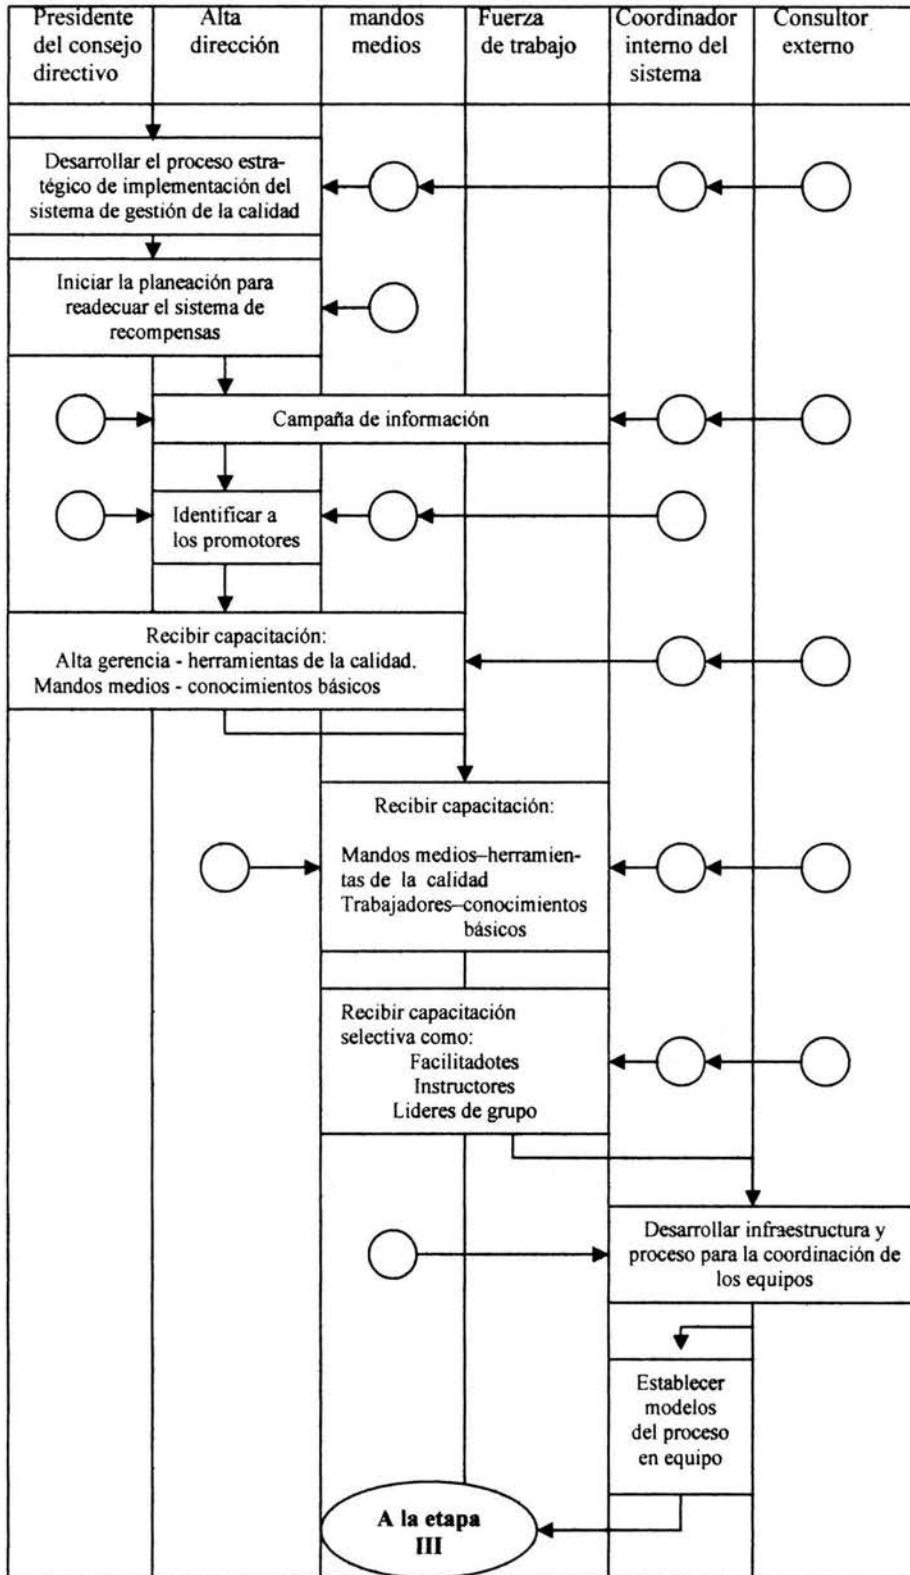 Presidente
del consejo
directivo
Alta
dirección
mandos
medios
Fuerza
de trabajo
Coordinador
interno del
sistema
Consultor
externo
Desarrollar el proceso estra-
tégico de implementación del
sistema de gestión de la calidad
Iniciar la planeación para
readecuar el sistema de
recompensas
Campaña de información
Identificar a
los promotores
Recibir capacitación:
Alta gerencia - herramientas de la calidad.
Mandos medios - conocimientos básicos
Recibir capacitación:
Mandos medios–herramien-
tas de la calidad
Trabajadores–conocimientos
básicos
Recibir capacitación
selectiva como:
Facilitadotes
Instructores
Lideres de grupo
Desarrollar infraestructura y
proceso para la coordinación de
los equipos
Establecer
modelos
del proceso
en equipo
A la etapa
III